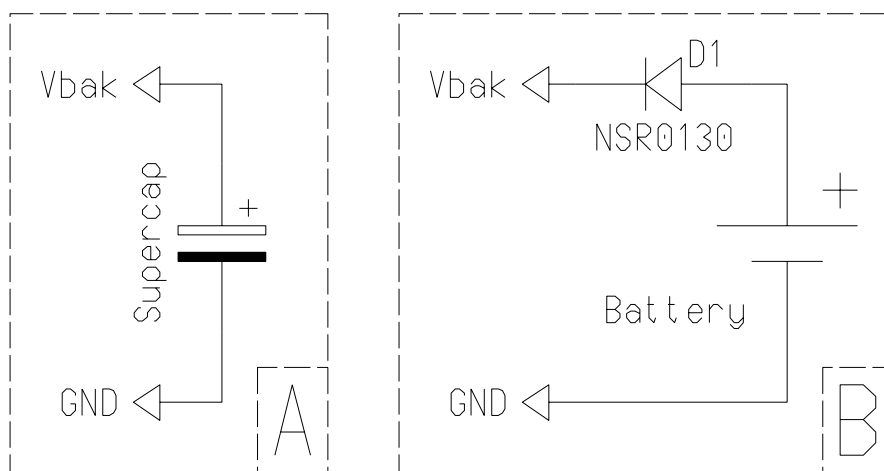 Vbak
+
Supercap
GND
A
D1
Vbak
NSR0130
+
Battery
GND
B